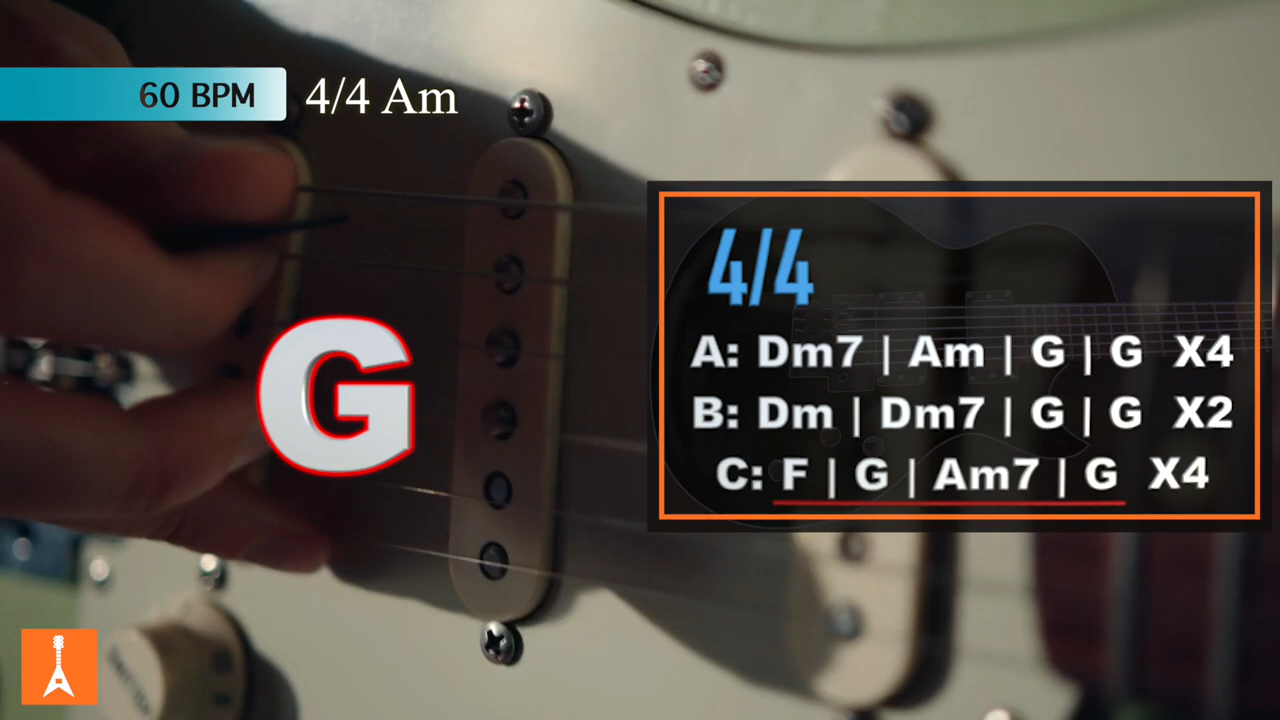 60 BPM 4/4 Am
G
4/4
A: Dm7 | Am | G | G X4
B: Dm | Dm7 | G | G X2
C: F | G | Am7 | G X4